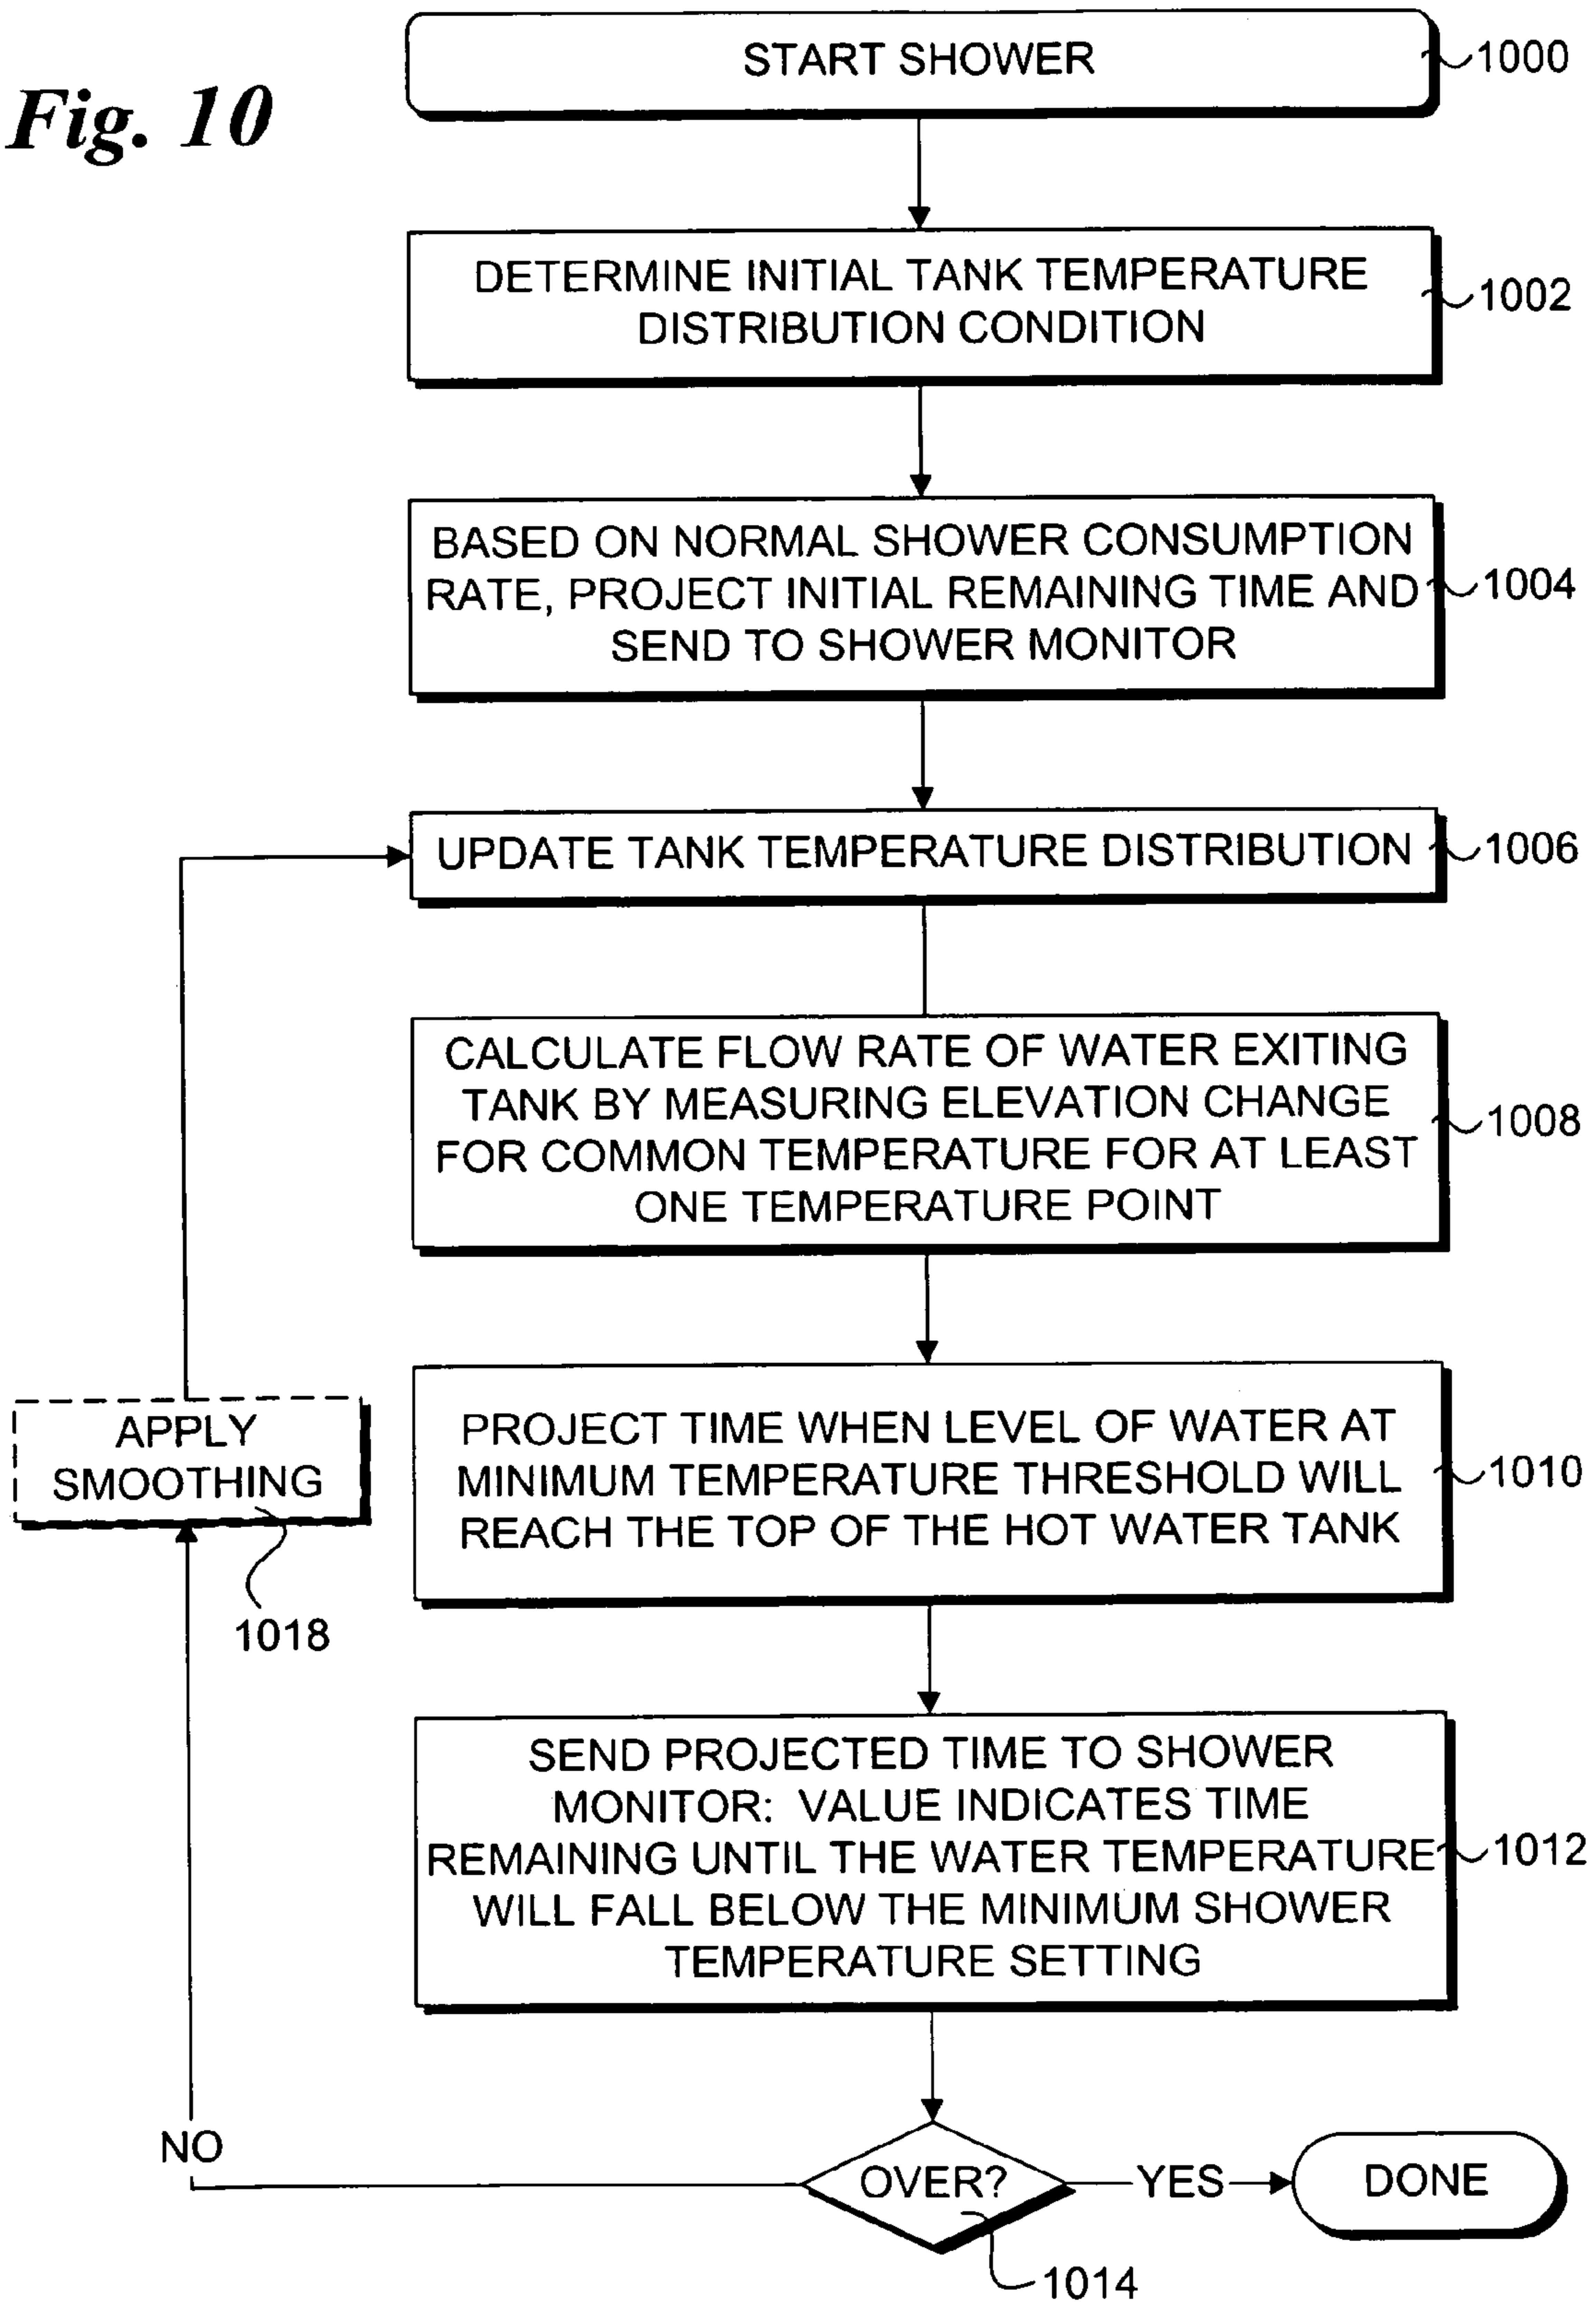 Fig. 10
START SHOWER
1000
DETERMINE INITIAL TANK TEMPERATURE
DISTRIBUTION CONDITION
1002
BASED ON NORMAL SHOWER CONSUMPTION
RATE, PROJECT INITIAL REMAINING TIME AND
SEND TO SHOWER MONITOR
1004
UPDATE TANK TEMPERATURE DISTRIBUTION
1006
CALCULATE FLOW RATE OF WATER EXITING
TANK BY MEASURING ELEVATION CHANGE
FOR COMMON TEMPERATURE FOR AT LEAST
ONE TEMPERATURE POINT
1008
PROJECT TIME WHEN LEVEL OF WATER AT
MINIMUM TEMPERATURE THRESHOLD WILL
REACH THE TOP OF THE HOT WATER TANK
1010
APPLY
SMOOTHING
1018
SEND PROJECTED TIME TO SHOWER
MONITOR: VALUE INDICATES TIME
REMAINING UNTIL THE WATER TEMPERATURE
WILL FALL BELOW THE MINIMUM SHOWER
TEMPERATURE SETTING
1012
NO
OVER?
YES
DONE
1014